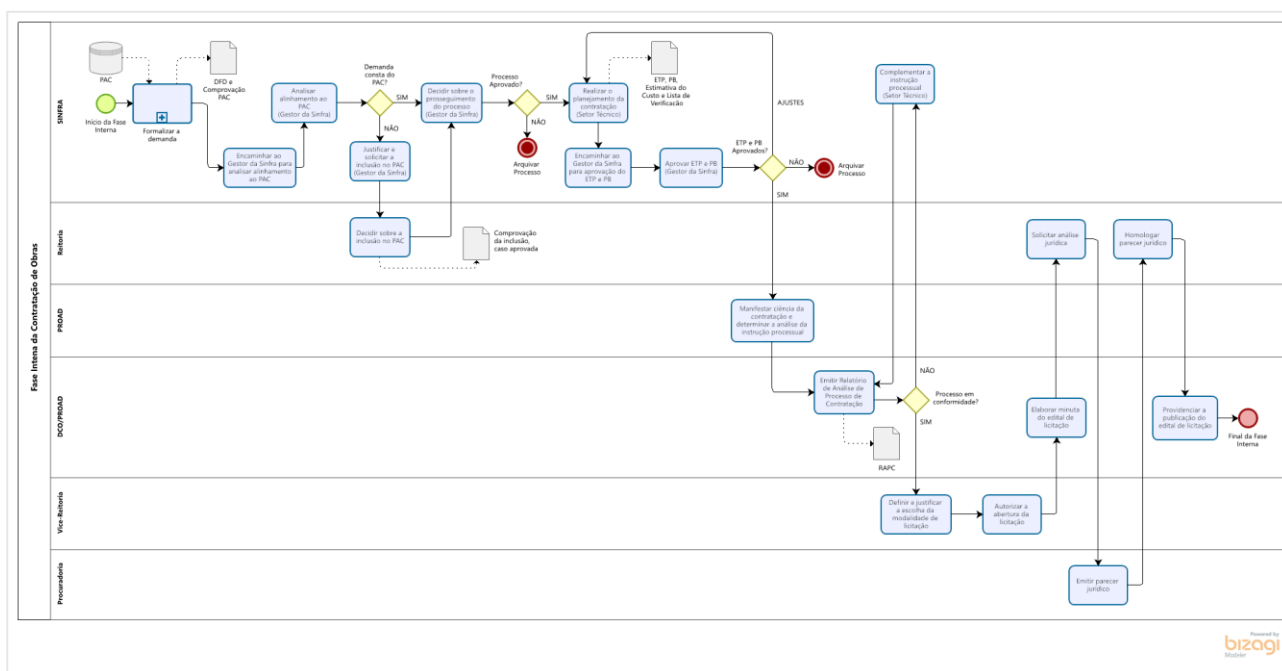 Fase Intena da Contratação de Obras
SINFRA
PAC
Início da Fase
Interna
Formalizar a
demanda
DFD e
Comprovação
PAC
Encaminhar ao
Gestor da Sinfra para
analisar alinhamento
ao PAC
Analisar
alinhamento ao
PAC
(Gestor da Sinfra)
Demanda
consta do
PAC?
SIM
NÃO
Justificar e
solicitar a
inclusão no PAC
(Gestor da Sinfra)
Decidir sobre o
prosseguimento
do processo
(Gestor da Sinfra)
Processo
Aprovado?
SIM
NÃO
Arquivar
Processo
Realizar o
planejamento da
contratação
(Setor Técnico)
ETP, PB,
Estimativa do
Custo e Lista de
Verificação
Encaminhar ao
Gestor da Sinfra
para aprovação do
ETP e PB
Aprovar ETP e PB
(Gestor da Sinfra)
ETP e PB
Aprovados?
AJUSTES
NÃO
SIM
Arquivar
Processo
Complementar a
instrução
processual
(Setor Técnico)
Reitoria
Decidir sobre a
inclusão no PAC
Comprovação
da inclusão,
caso aprovada
Solicitar análise
jurídica
Homologar
parecer jurídico
PROAD
Manifestar ciência da
contratação e
determinar a análise da
instrução processual
DCO/PROAD
Emitir Relatório
de Análise de
Processo de
Contratação
RAPC
Processo em
conformidade?
NÃO
SIM
Elaborar minuta
do edital de
licitação
Providenciar a
publicação do
edital de licitação
Final da Fase
Interna
Vice-Reitoria
Definir e justificar
a escolha da
modalidade de
licitação
Autorizar a
abertura da
licitação
Procuradoria
Emitir parecer
jurídico
Powered by
bizagi
Modeler